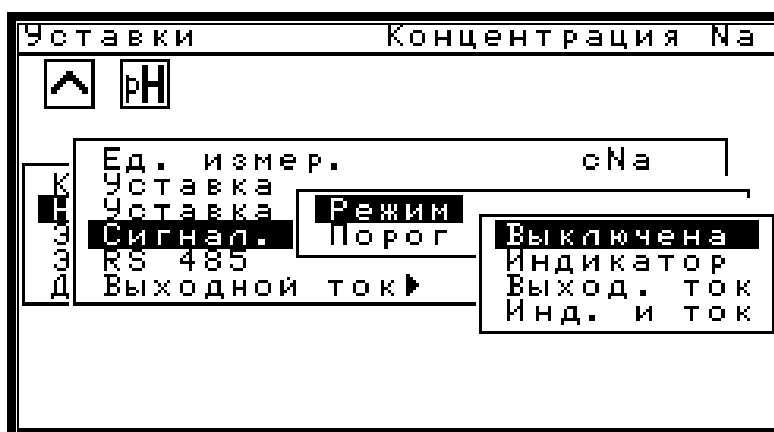 Уставки Концентрация Na
pH
Ед. измер. cNa
К Уставка
Н Уставка Режим
Э Сигнал. Порог Выключена
Э RS 485 Индикатор
Д Выходной ток Выход. ток
Инд. и ток